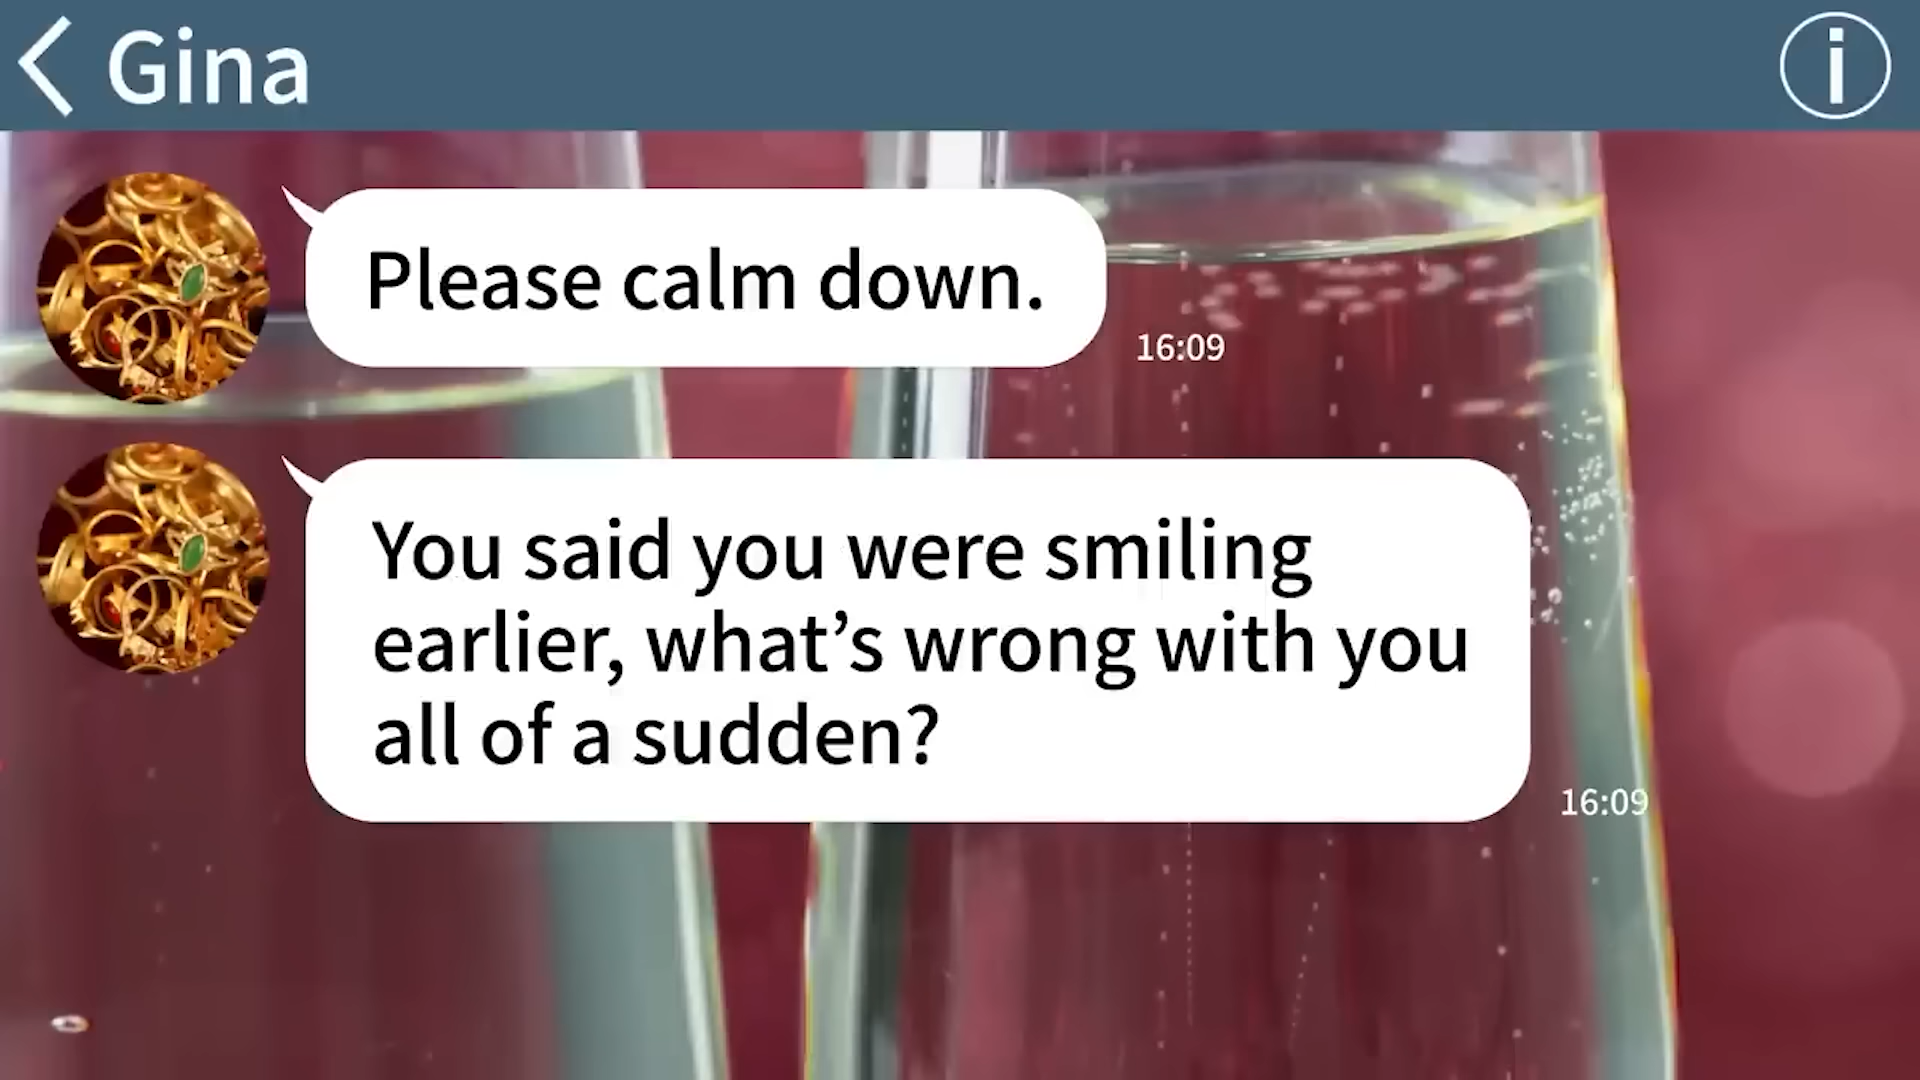 Gina
Please calm down.
16:09
You said you were smiling
earlier, what’s wrong with you
all of a sudden?
16:09